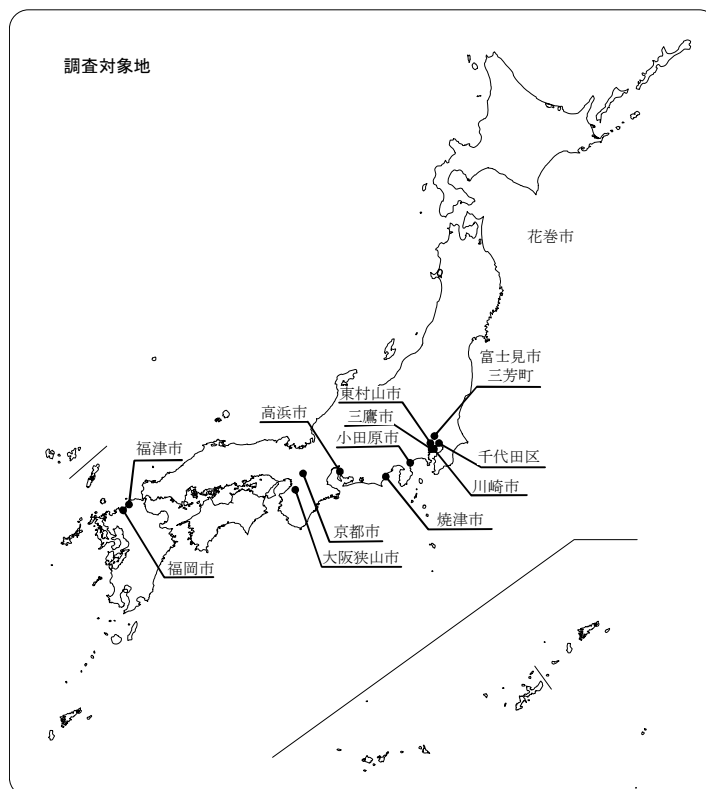 調査対象地
花巻市
富士見市
三芳町
東村山市
三鷹市
小田原市
高浜市
千代田区
川崎市
福津市
焼津市
京都市
大阪狭山市
福岡市